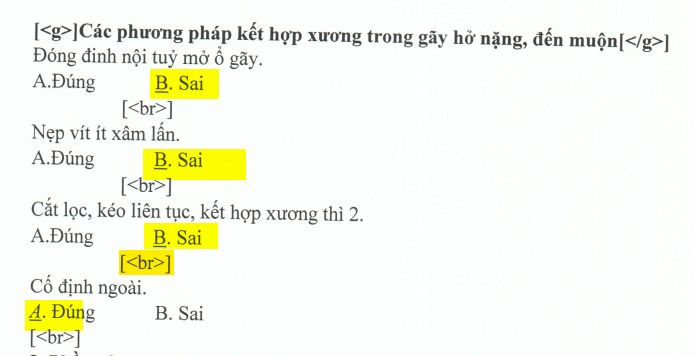 [<g>]Các phương pháp kết hợp xương trong gãy hở nặng, đến muộn[</g>]
Đóng đinh nội tuỷ mở ổ gãy.
A.Đúng B. Sai
[<br>]
Nẹp vít ít xâm lấn.
A.Đúng B. Sai
[<br>]
Cắt lọc, kéo liên tục, kết hợp xương thì 2.
A.Đúng B. Sai
[<br>]
Cố định ngoài.
A. Đúng B. Sai
[<br>]